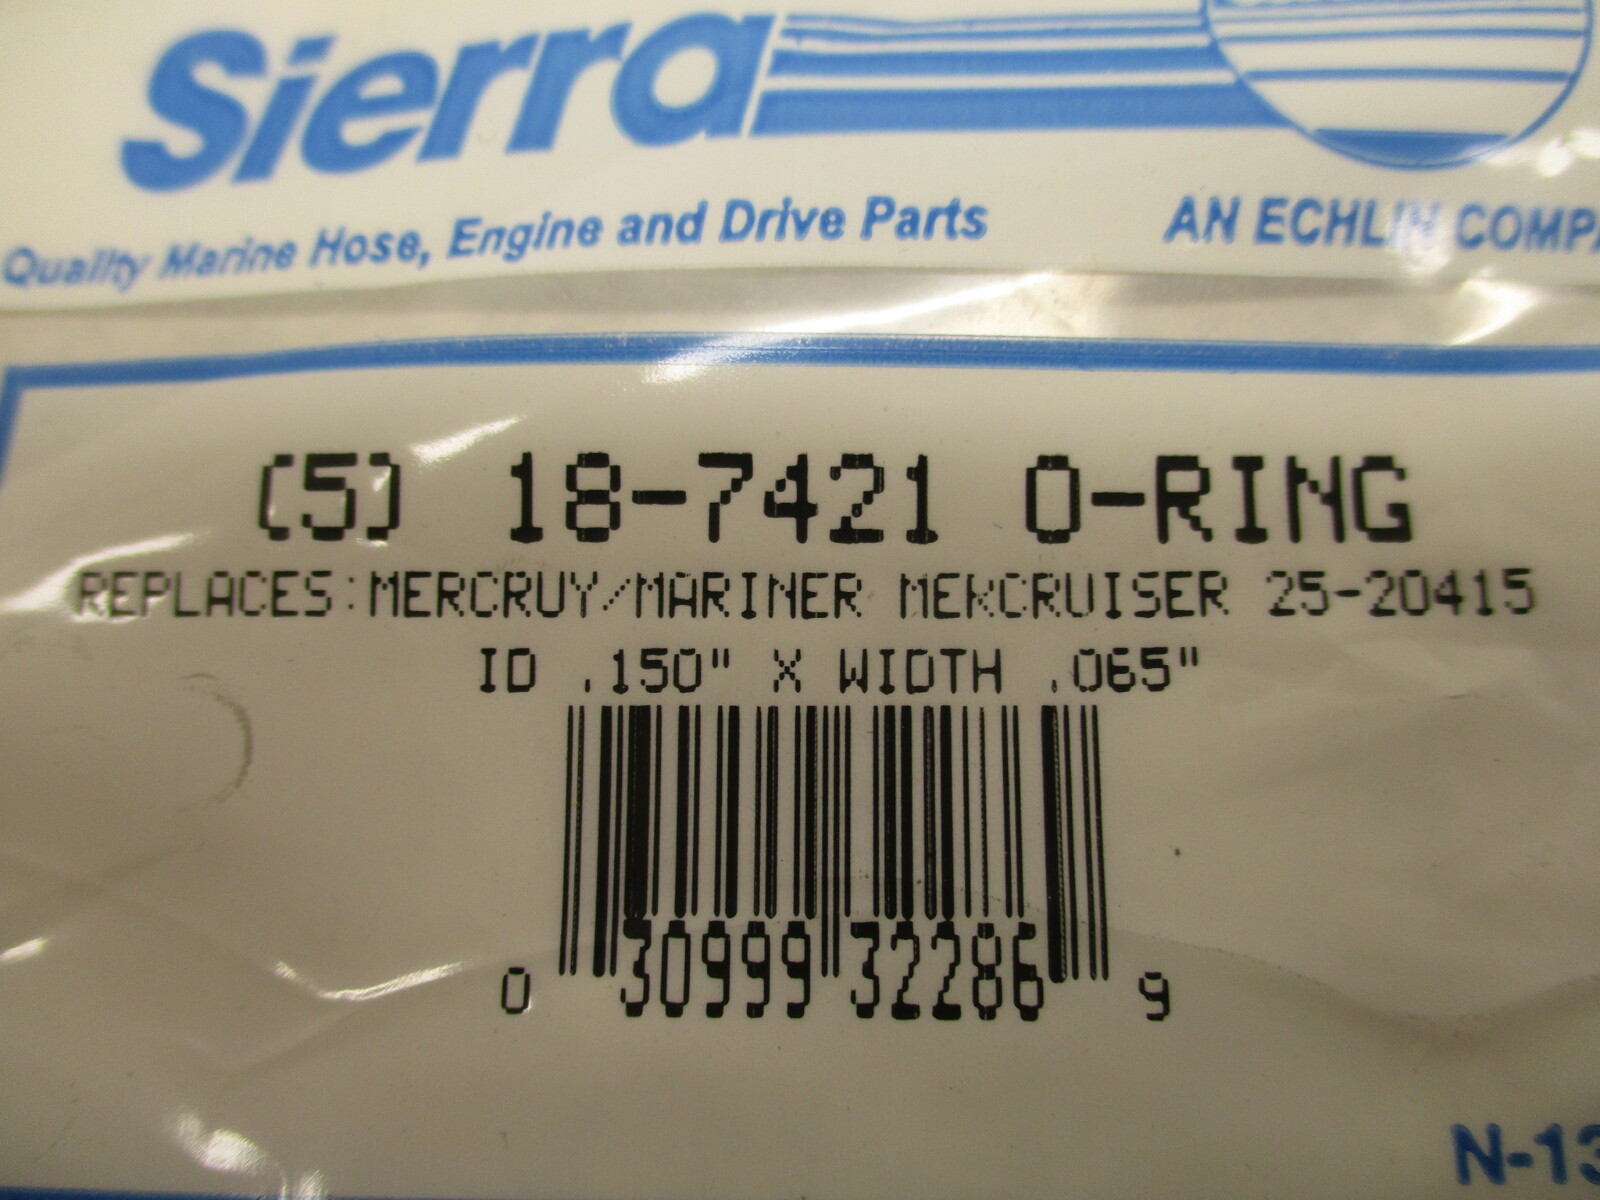 Sierra
Quality Marine Hose, Engine and Drive Parts
AN ECHLIN
(5) 18-7421 O-RING
REPLACES:MERCRUY/MARINER MERCRUISER 25-20415
ID .150" X WIDTH .065"
0 30999 32286 9
N-13